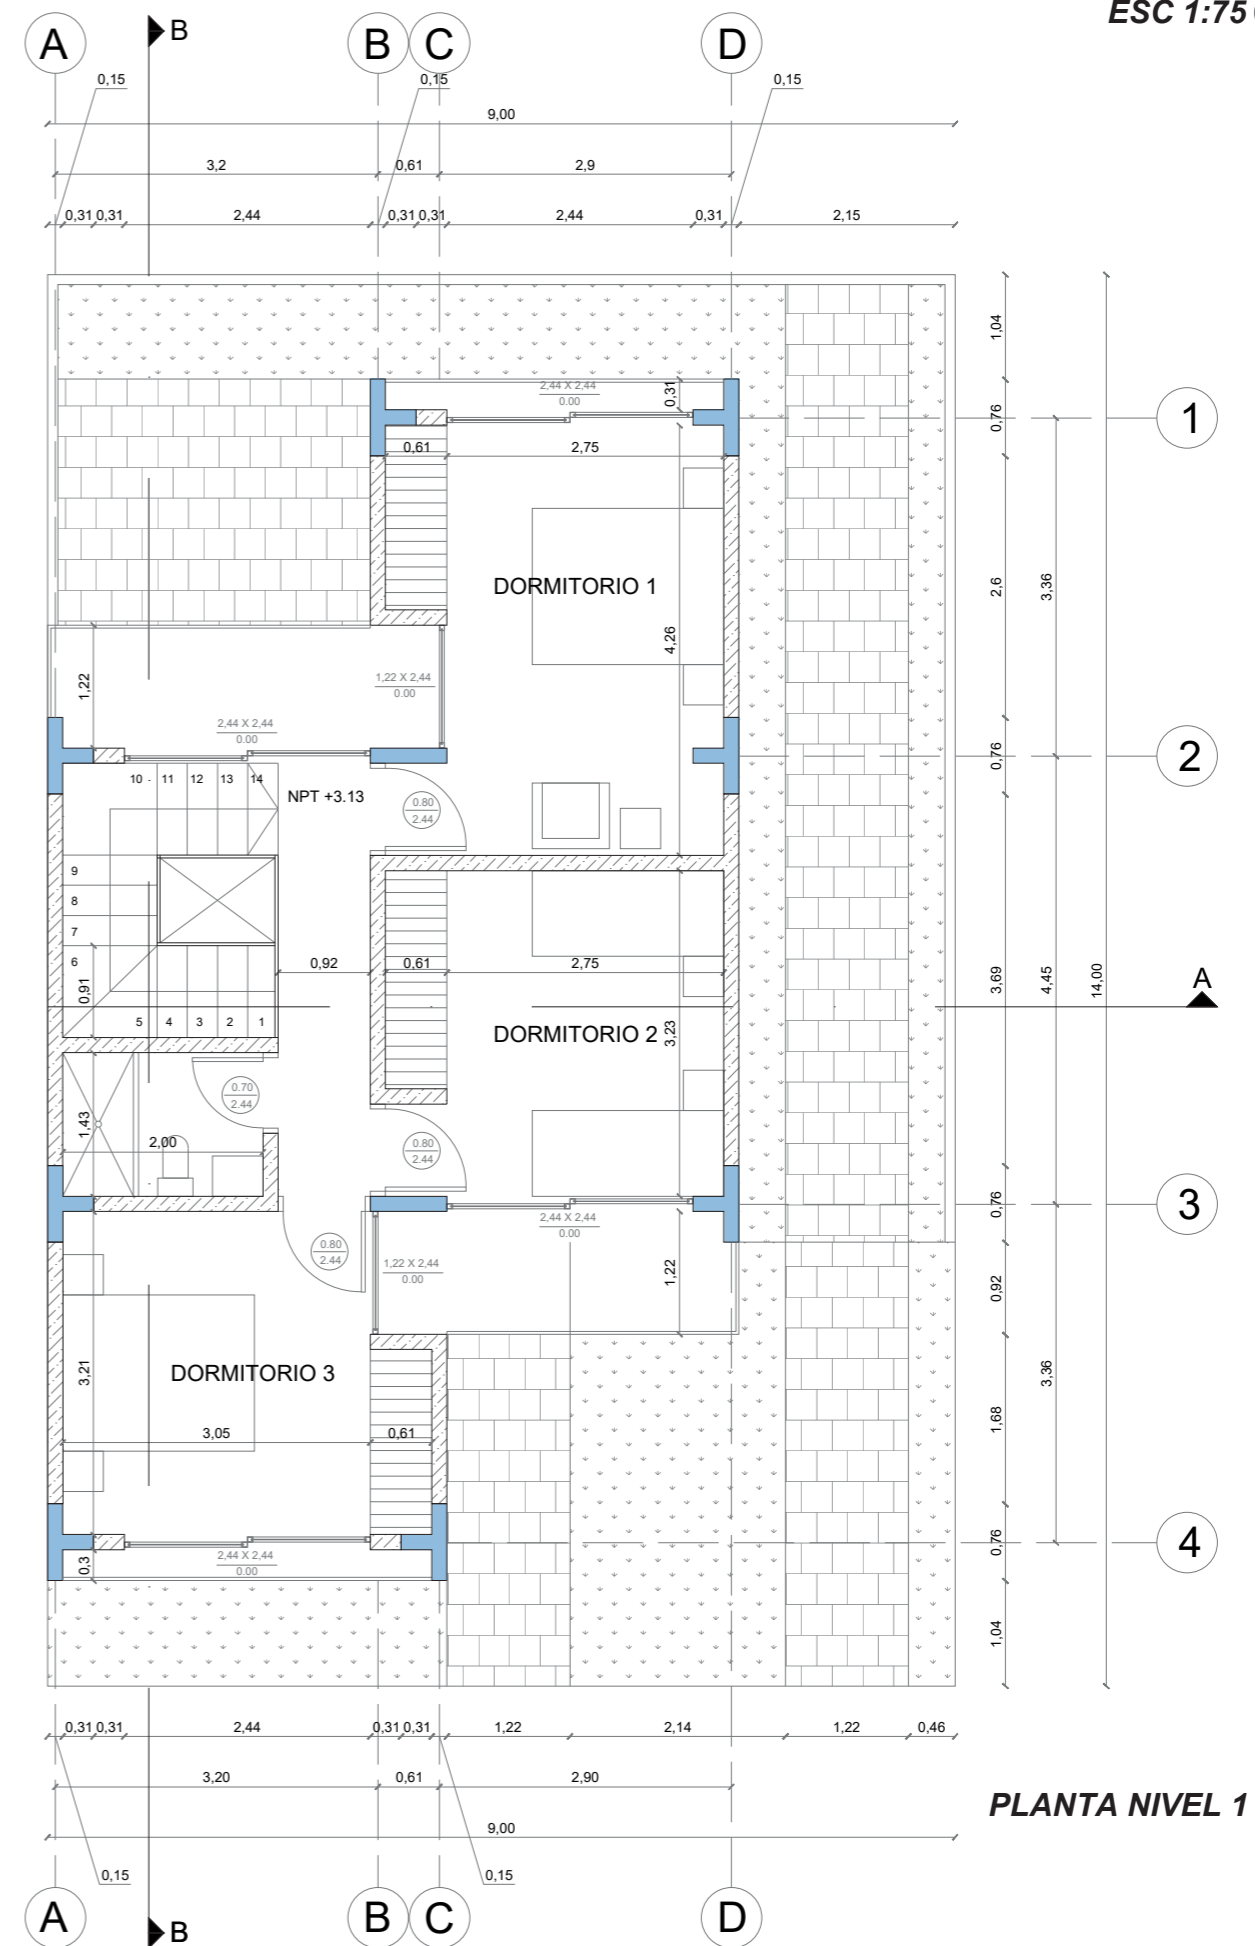 ESC 1:75
A B B C D
0,15 0,15 0,15
9,00
3,2 0,61 2,9
0,31 0,31 2,44 0,31 0,31 2,44 0,31 2,15
1,04
2,44 X 2,44
0.00
0,31
0,76
1
0,61 2,75
DORMITORIO 1
2,6
3,36
4,26
1,22
1,22 X 2,44
0.00
2,44 X 2,44
0.00
0,76
2
10 - 11 12 13 14
NPT +3.13
0.80
2.44
9
8
7
6
0,91
0,92 0,61 2,75
3,69
4,45
14,00
A
5 4 3 2 1
DORMITORIO 2
3,23
0.70
2.44
1,43
2,00
0.80
2.44
0,76
3
2,44 X 2,44
0.00
0.80
2.44
1,22 X 2,44
0.00
1,22
0,92
3,21
DORMITORIO 3
3,36
3,05 0,61
1,68
0,76
4
2,44 X 2,44
0.00
0,3
1,04
0,31 0,31 2,44 0,31 0,31 1,22 2,14 1,22 0,46
3,20 0,61 2,90
PLANTA NIVEL 1
9,00
0,15 0,15
A B B C D